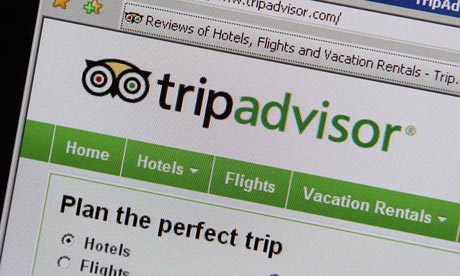 www.tripadvisor.com/
TripAd
Reviews of Hotels, Flights and Vacation Rentals - Trip.
tripadvisor®
Home Hotels Flights Vacation Rentals
Plan the perfect trip
Hotels
Flights